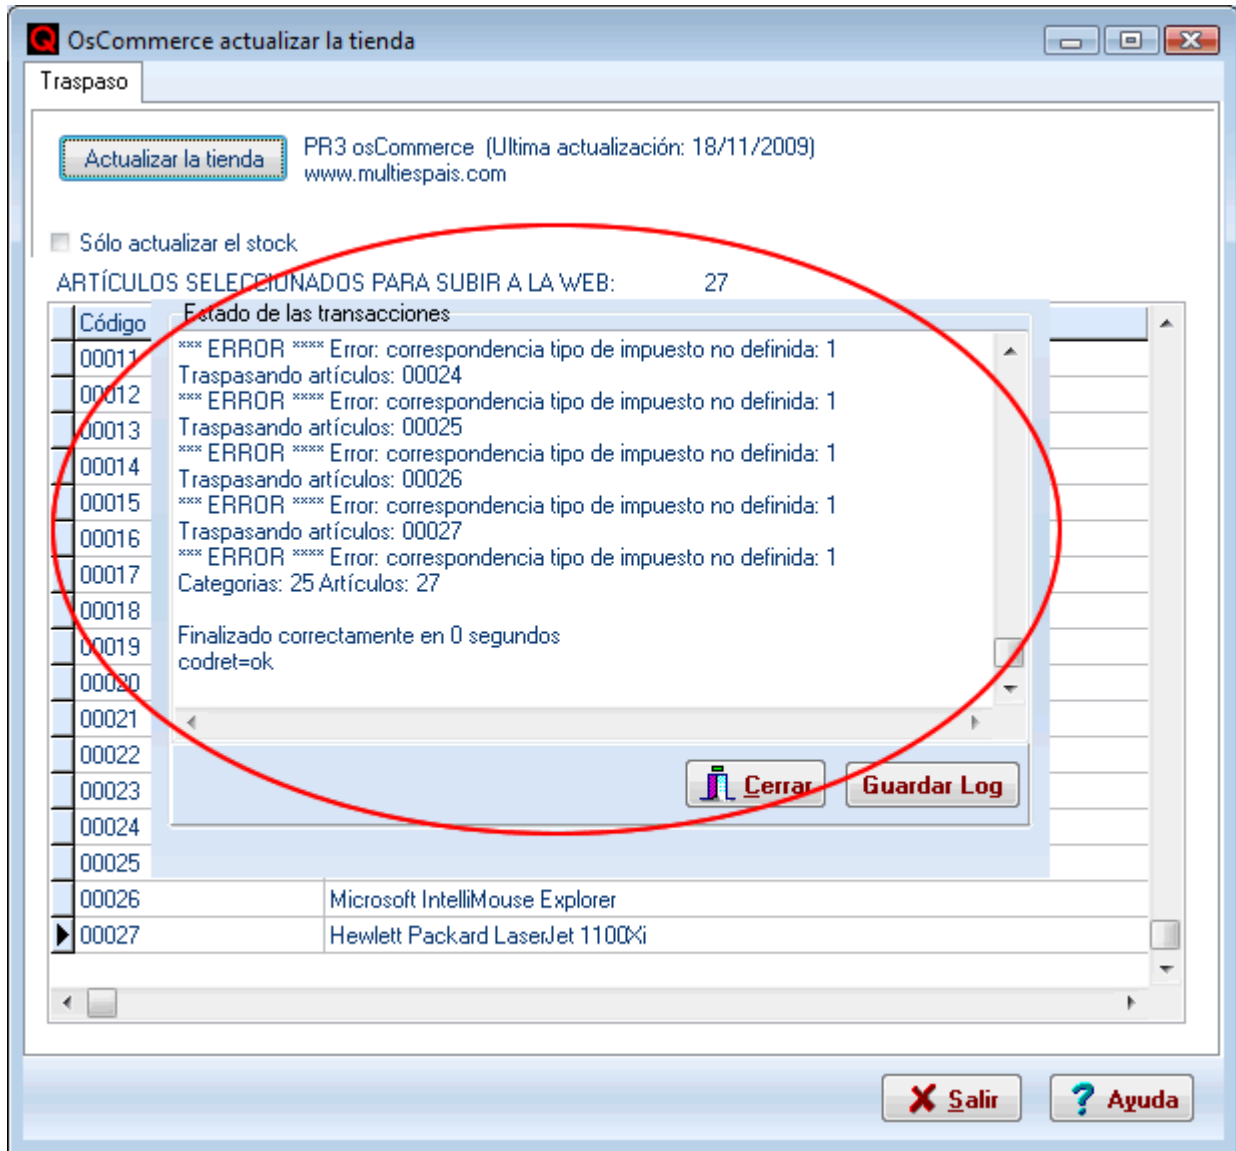 OsCommerce actualizar la tienda
Traspaso
Actualizar la tienda
PR3 osCommerce (Ultima actualización: 18/11/2009)
www.multiespais.com
Sólo actualizar el stock
ARTÍCULOS SELECCIONADOS PARA SUBIR A LA WEB: 27
Código
Estado de las transacciones
*** ERROR **** Error: correspondencia tipo de impuesto no definida: 1
Traspasando artículos: 00024
*** ERROR **** Error: correspondencia tipo de impuesto no definida: 1
Traspasando artículos: 00025
*** ERROR **** Error: correspondencia tipo de impuesto no definida: 1
Traspasando artículos: 00026
*** ERROR **** Error: correspondencia tipo de impuesto no definida: 1
Traspasando artículos: 00027
*** ERROR **** Error: correspondencia tipo de impuesto no definida: 1
Categorias: 25 Artículos: 27
Finalizado correctamente en 0 segundos
codret=ok
Cerrar
Guardar Log
00011
00012
00013
00014
00015
00016
00017
00018
00019
00020
00021
00022
00023
00024
00025
00026 Microsoft IntelliMouse Explorer
00027 Hewlett Packard LaserJet 1100Xi
Salir
Ayuda